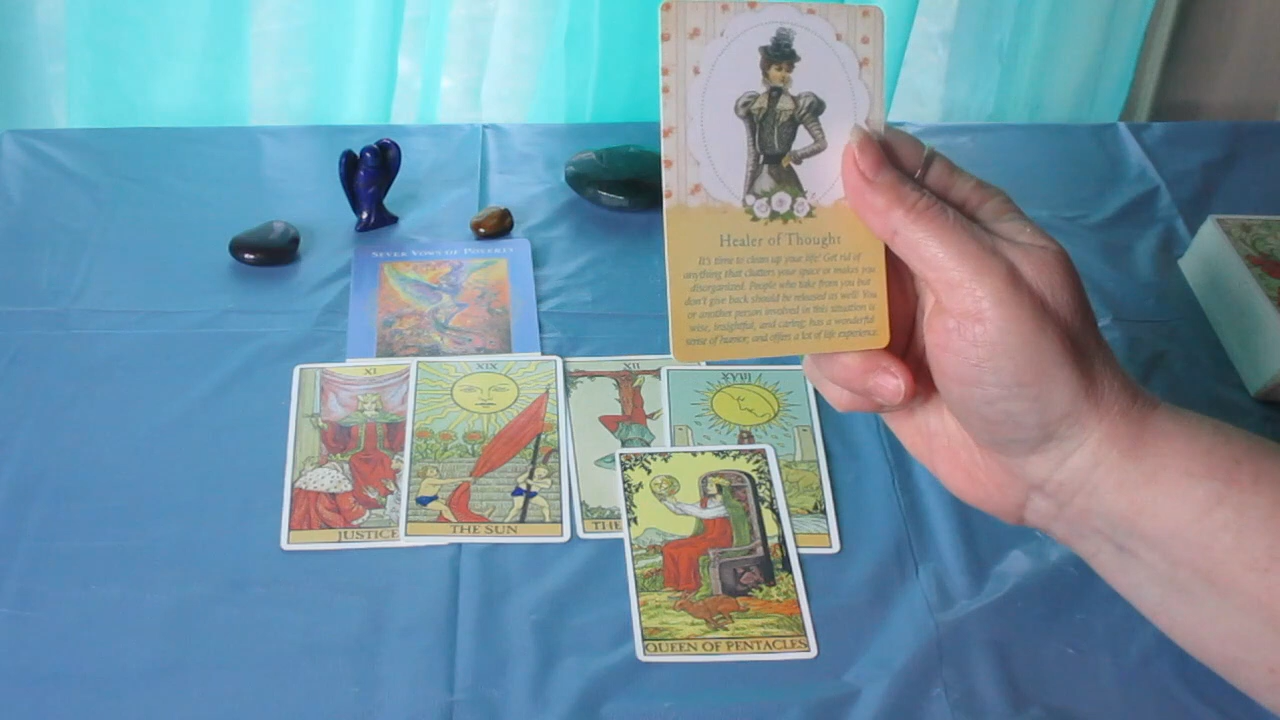 Healer of Thought
It's time to clean up your life! Get rid of
anything that clutters your space or makes you
disorganized. People who take from you but
don't give back should be released as well! You
or another person involved in this situation is
wise, insightful, and caring; has a wonderful
sense of humor; and offers a lot of life experience.
SEVER VOWS OF POVERTY
XI
XIX
XII
XVIII
JUSTICE
THE SUN
THE
QUEEN OF PENTACLES